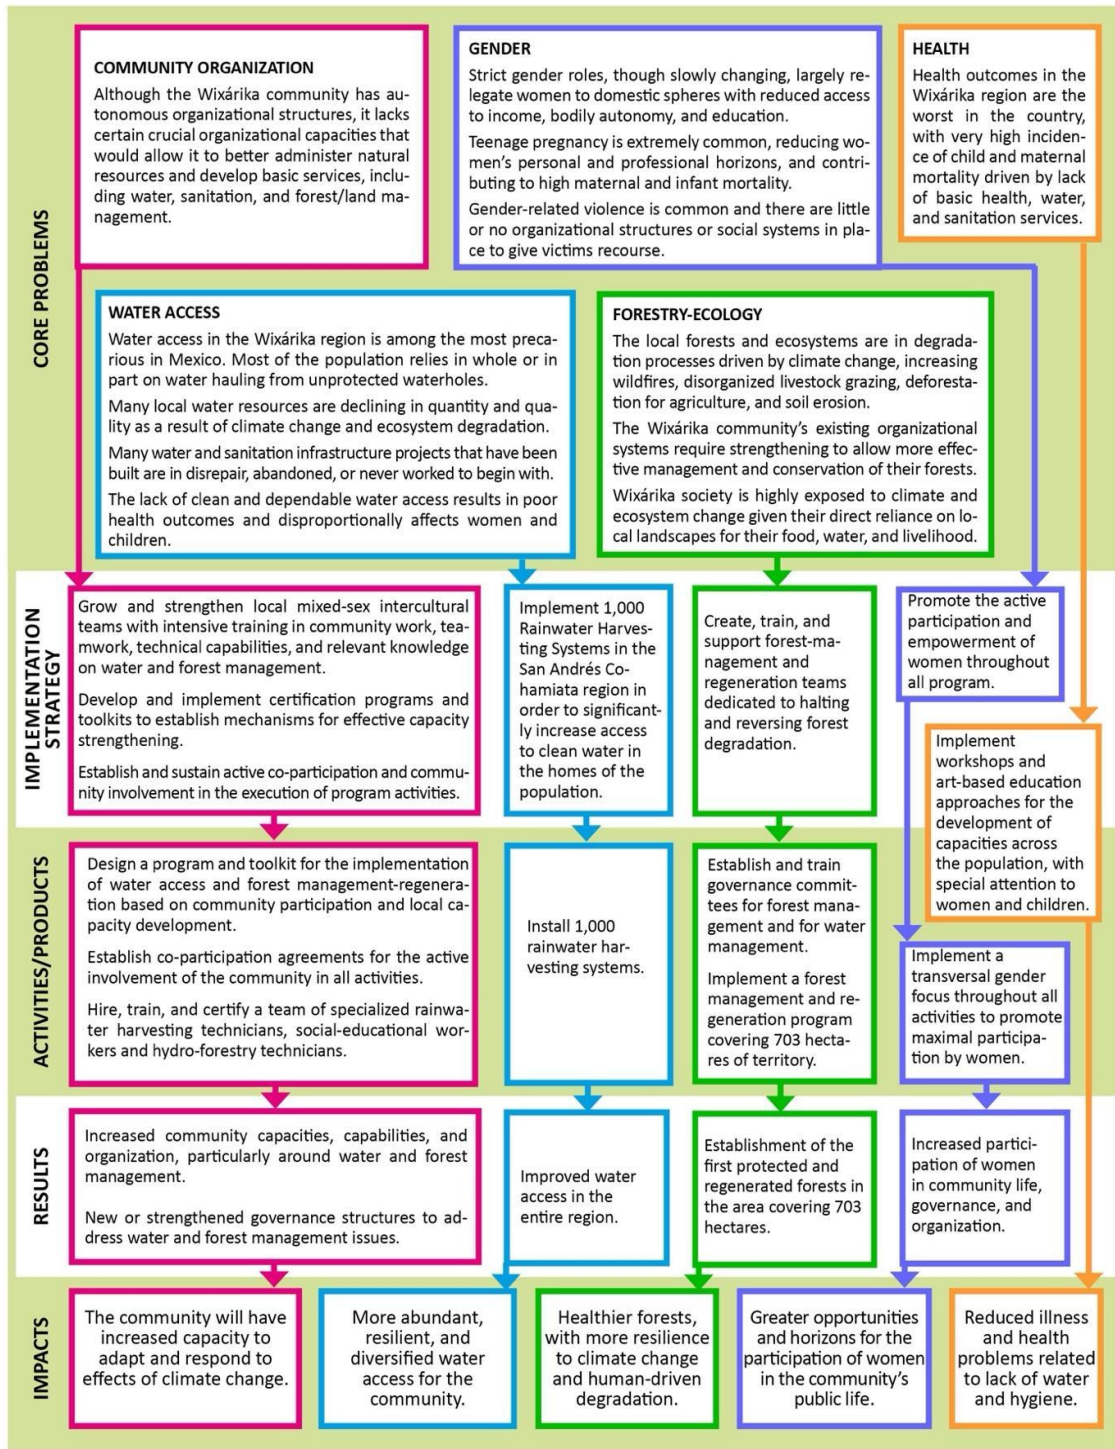 CORE PROBLEMS
COMMUNITY ORGANIZATION
Although the Wixárika community has au-
tonomous organizational structures, it lacks
certain crucial organizational capacities that
would allow it to better administer natural
resources and develop basic services, inclu-
ding water, sanitation, and forest/land ma-
nagement.
GENDER
Strict gender roles, though slowly changing, largely re-
legate women to domestic spheres with reduced access
to income, bodily autonomy, and education.
Teenage pregnancy is extremely common, reducing wo-
men's personal and professional horizons, and contri-
buting to high maternal and infant mortality.
Gender-related violence is common and there are little
or no organizational structures or social systems in pla-
ce to give victims recourse.
HEALTH
Health outcomes in the
Wixárika region are the
worst in the country,
with very high inciden-
ce of child and maternal
mortality driven by lack
of basic health, water,
and sanitation services.
WATER ACCESS
Water access in the Wixárika region is among the most preca-
rious in Mexico. Most of the population relies in whole or in
part on water hauling from unprotected waterholes.
Many local water resources are declining in quantity and qua-
lity as a result of climate change and ecosystem degradation.
Many water and sanitation infrastructure projects that have been
built are in disrepair, abandoned, or never worked to begin with.
The lack of clean and dependable water access results in poor
health outcomes and disproportionally affects women and
children.
FORESTRY-ECOLOGY
The local forests and ecosystems are in degrada-
tion processes driven by climate change, increasing
wildfires, disorganized livestock grazing, deforesta-
tion for agriculture, and soil erosion.
The Wixárika community's existing organizational
systems require strengthening to allow more effec-
tive management and conservation of their forests.
Wixárika society is highly exposed to climate and
ecosystem change given their direct reliance on lo-
cal landscapes for their food, water, and livelihood.
IMPLEMENTATION
STRATEGY
Grow and strengthen local mixed-sex intercultural
teams with intensive training in community work, tea-
mwork, technical capabilities, and relevant knowledge
on water and forest management.
Develop and implement certification programs and
toolkits to establish mechanisms for effective capacity
strengthening.
Establish and sustain active co-participation and commu-
nity involvement in the execution of program activities.
Implement 1,000
Rainwater Harves-
ting Systems in the
San Andrés Co-
hamiata region in
order to significant-
ly increase access
to clean water in
the homes of the
population.
Create, train, and
support forest-ma-
nagement and
regeneration teams
dedicated to halting
and reversing forest
degradation.
Promote the active
participation and
empowerment of
women throughout
all program.
Implement
workshops and
art-based education
approaches for the
development of
capacities across
the population, with
special attention to
women and children.
ACTIVITIES/PRODUCTS
Design a program and toolkit for the implementation
of water access and forest management-regenera-
tion based on community participation and local ca-
pacity development.
Establish co-participation agreements for the active
involvement of the community in all activities.
Hire, train, and certify a team of specialized rainwa-
ter harvesting technicians, social-educational wor-
kers and hydro-forestry technicians.
Install 1,000
rainwater har-
vesting systems.
Establish and train
governance commit-
tees for forest mana-
gement and for water
management.
Implement a forest
management and re-
generation program
covering 703 hecta-
res of territory.
Implement a
transversal gender
focus throughout all
activities to promote
maximal participa-
tion by women.
RESULTS
Increased community capacities, capabilities, and
organization, particularly around water and forest
management.
New or strengthened governance structures to ad-
dress water and forest management issues.
Improved water
access in the
entire region.
Establishment of the
first protected and
regenerated forests in
the area covering 703
hectares.
Increased partici-
pation of women
in community life,
governance, and
organization.
IMPACTS
The community will have
increased capacity to
adapt and respond to
effects of climate change.
More abundant,
resilient, and
diversified water
access for the
community.
Healthier forests,
with more resilience
to climate change
and human-driven
degradation.
Greater opportunities
and horizons for the
participation of women
in the community's
public life.
Reduced illness
and health
problems related
to lack of water
and hygiene.